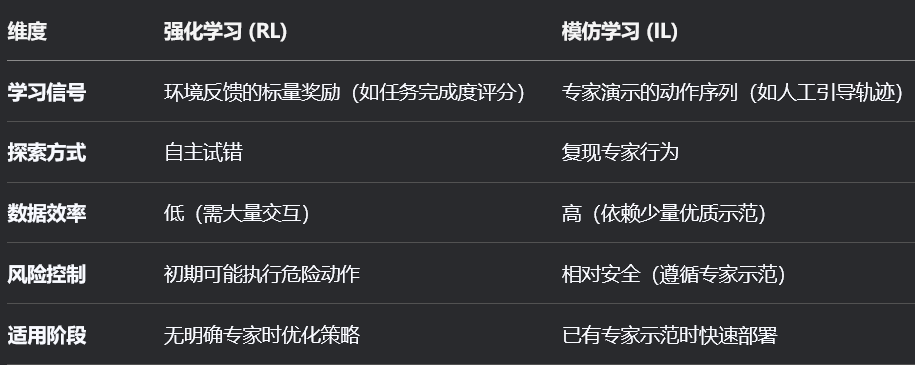 维度 强化学习 (RL) 模仿学习 (IL)
学习信号 环境反馈的标量奖励（如任务完成度评分） 专家演示的动作序列（如人工引导轨迹）
探索方式 自主试错 复现专家行为
数据效率 低（需大量交互） 高（依赖少量优质示范）
风险控制 初期可能执行危险动作 相对安全（遵循专家示范）
适用阶段 无明确专家时优化策略 已有专家示范时快速部署